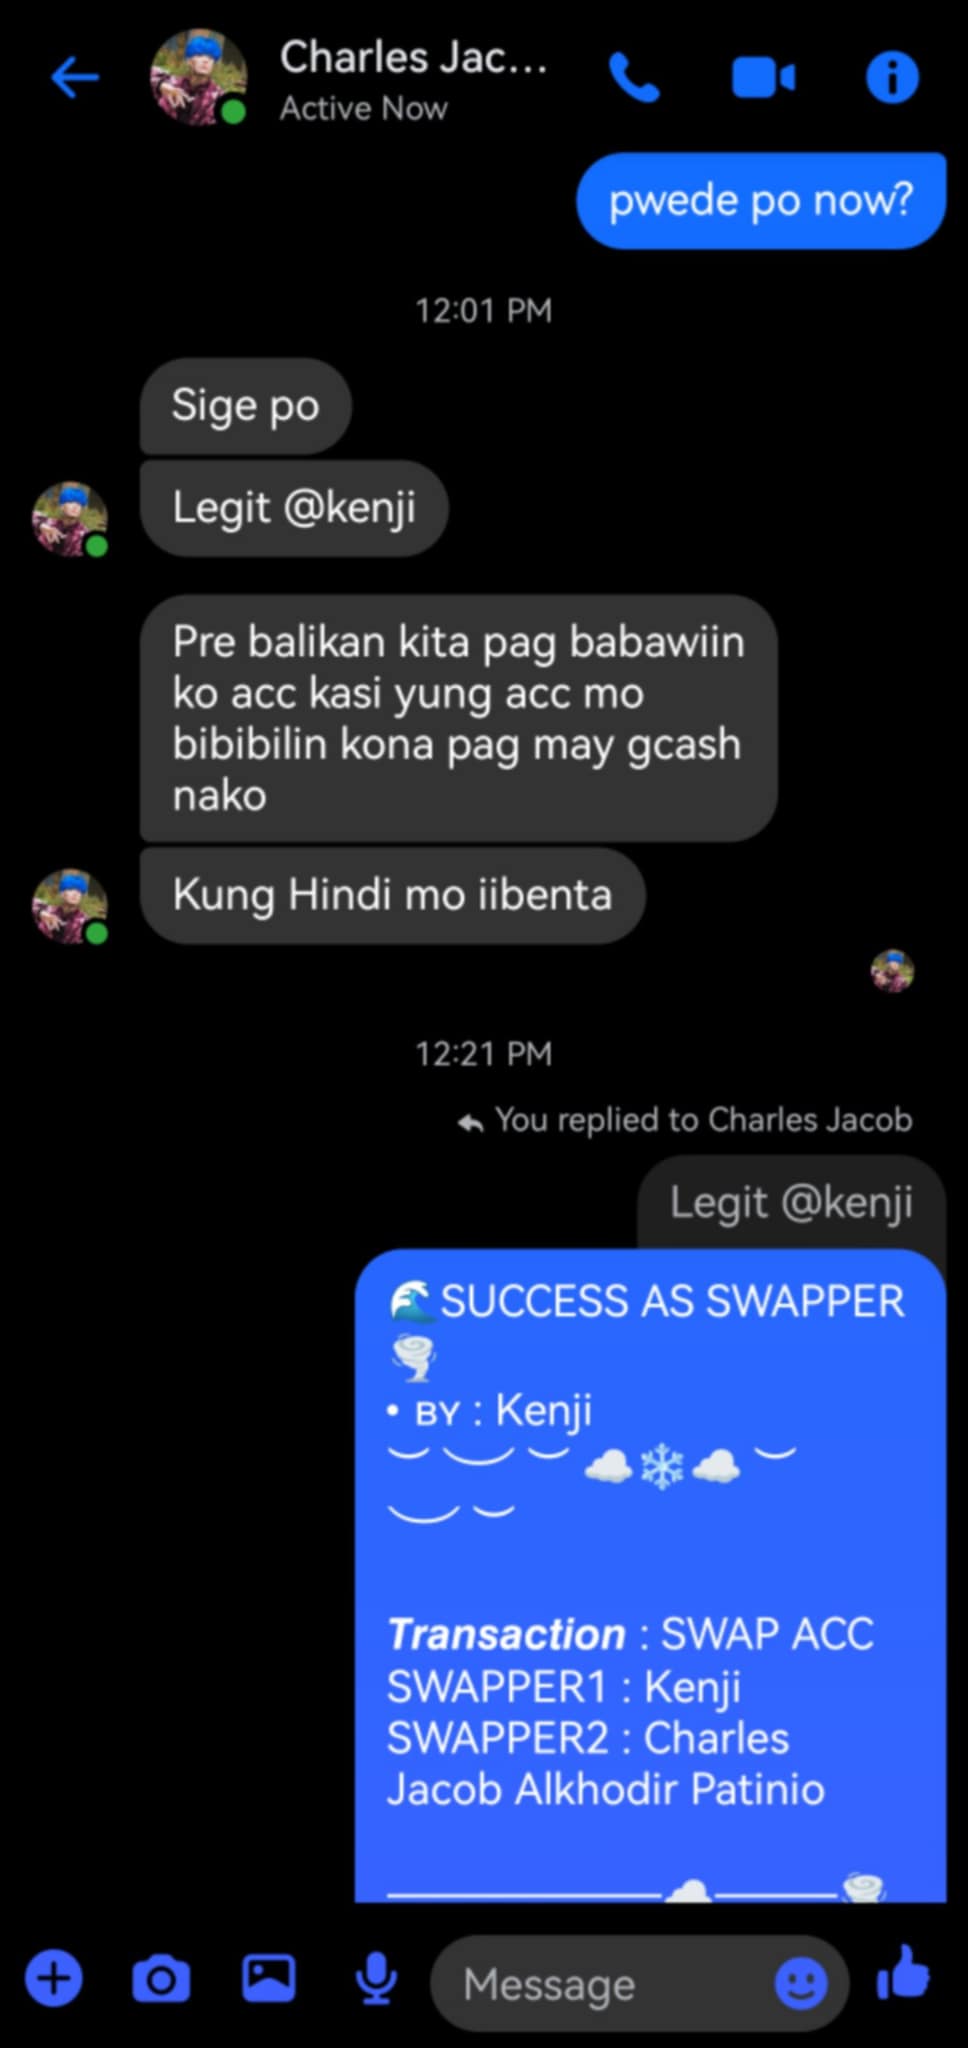 Charles Jac...
Active Now
pwede po now?
12:01 PM
Sige po
Legit @kenji
Pre balikan kita pag babawiin
ko acc kasi yung acc mo
bibibilin kona pag may gcash
nako
Kung Hindi mo iibenta
12:21 PM
You replied to Charles Jacob
Legit @kenji
🌊SUCCESS AS SWAPPER
🌪️
• ʙʏ : Kenji
︶ ︶ ︶ ☁️❄️☁️ ︶
︶ ︶
Transaction : SWAP ACC
SWAPPER1 : Kenji
SWAPPER2 : Charles
Jacob Alkhodir Patinio
Message